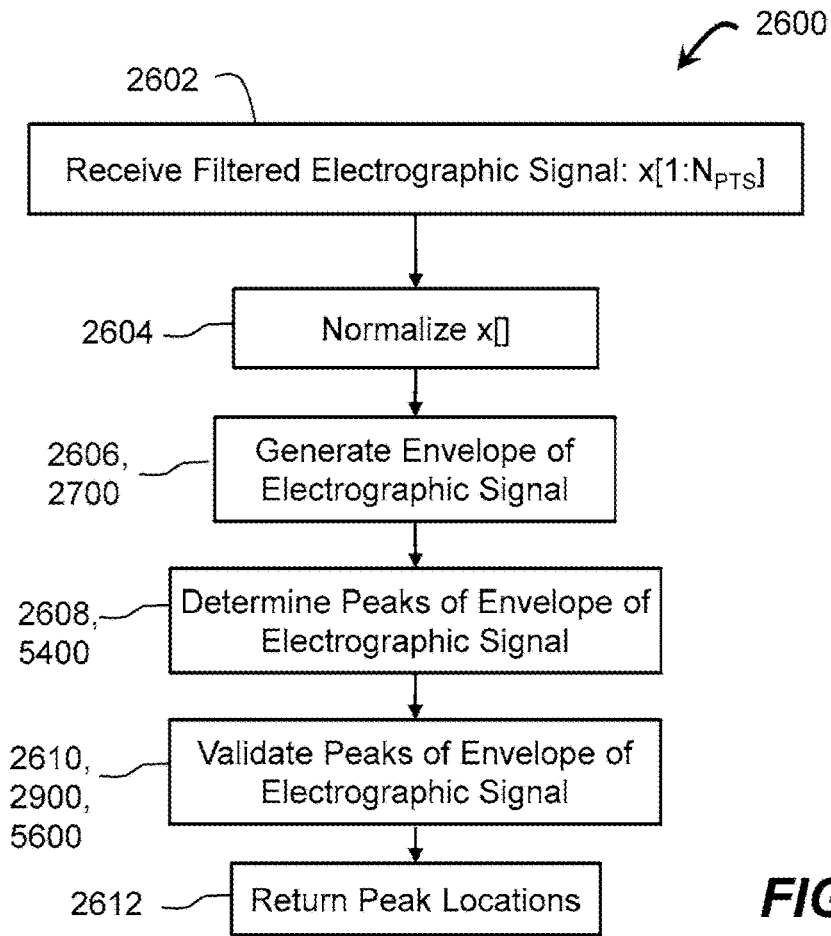 2600
2602
Receive Filtered Electrographic Signal: x[1:N_PTS]
2604
Normalize x[]
2606,
2700
Generate Envelope of
Electrographic Signal
2608,
5400
Determine Peaks of Envelope of
Electrographic Signal
2610,
2900,
5600
Validate Peaks of Envelope of
Electrographic Signal
2612
Return Peak Locations
FIG